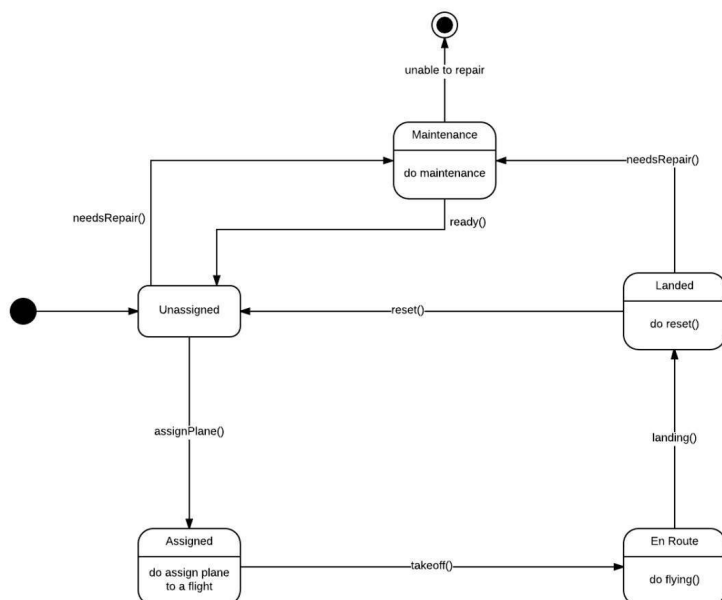 unable to repair
Maintenance
do maintenance
needsRepair()
needsRepair()
ready()
Unassigned
reset()
Landed
do reset()
assignPlane()
landing()
Assigned
do assign plane
to a flight
takeoff()
En Route
do flying()